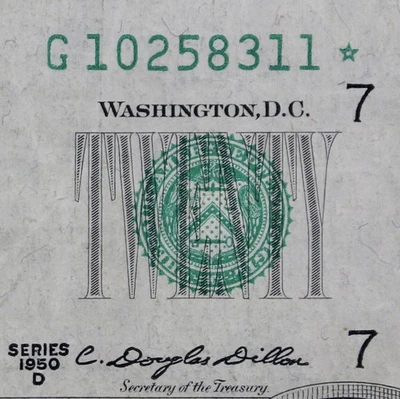 G 10258311 ☆
WASHINGTON, D.C. 7
TWENTY
SERIES
1950
D
C. Douglas Dillon
7
Secretary of the Treasury.